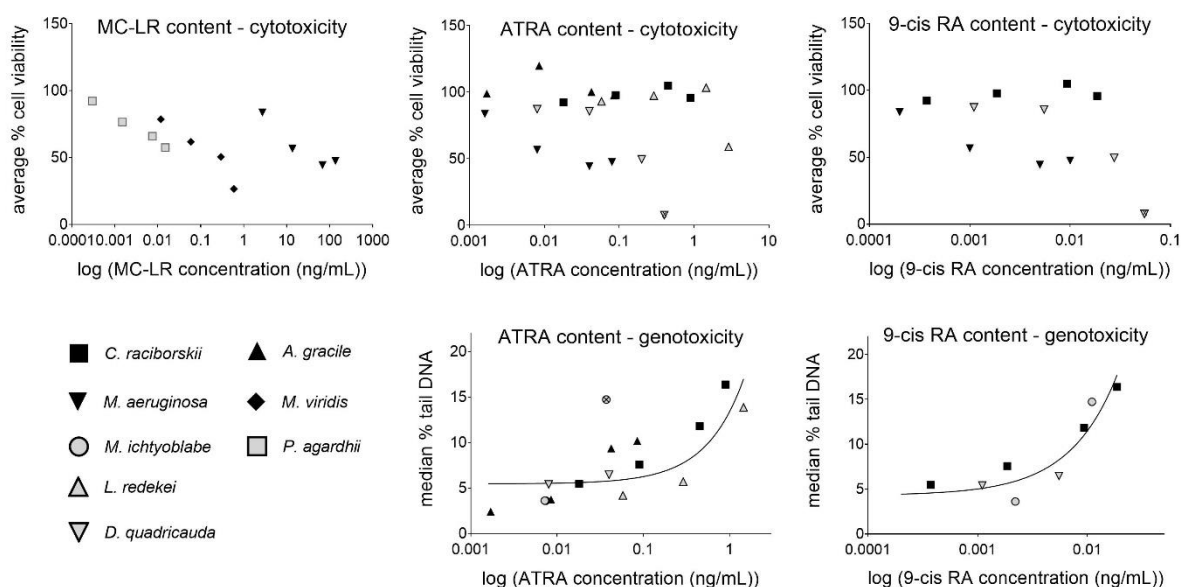 MC-LR content - cytotoxicity
average % cell viability
150
100
50
0
0.0001 0.001 0.01 0.1 1 10 100 1000
log (MC-LR concentration (ng/mL))
ATRA content - cytotoxicity
average % cell viability
150
100
50
0
0.001 0.01 0.1 1 10
log (ATRA concentration (ng/mL))
9-cis RA content - cytotoxicity
average % cell viability
150
100
50
0
0.0001 0.001 0.01 0.1
log (9-cis RA concentration (ng/mL))
C. raciborskii
A. gracile
M. aeruginosa
M. viridis
M. ichtyoblabe
P. agardhii
L. redekei
D. quadricauda
ATRA content - genotoxicity
median % tail DNA
20
15
10
5
0
0.001 0.01 0.1 1
log (ATRA concentration (ng/mL))
9-cis RA content - genotoxicity
median % tail DNA
20
15
10
5
0
0.0001 0.001 0.01
log (9-cis RA concentration (ng/mL))